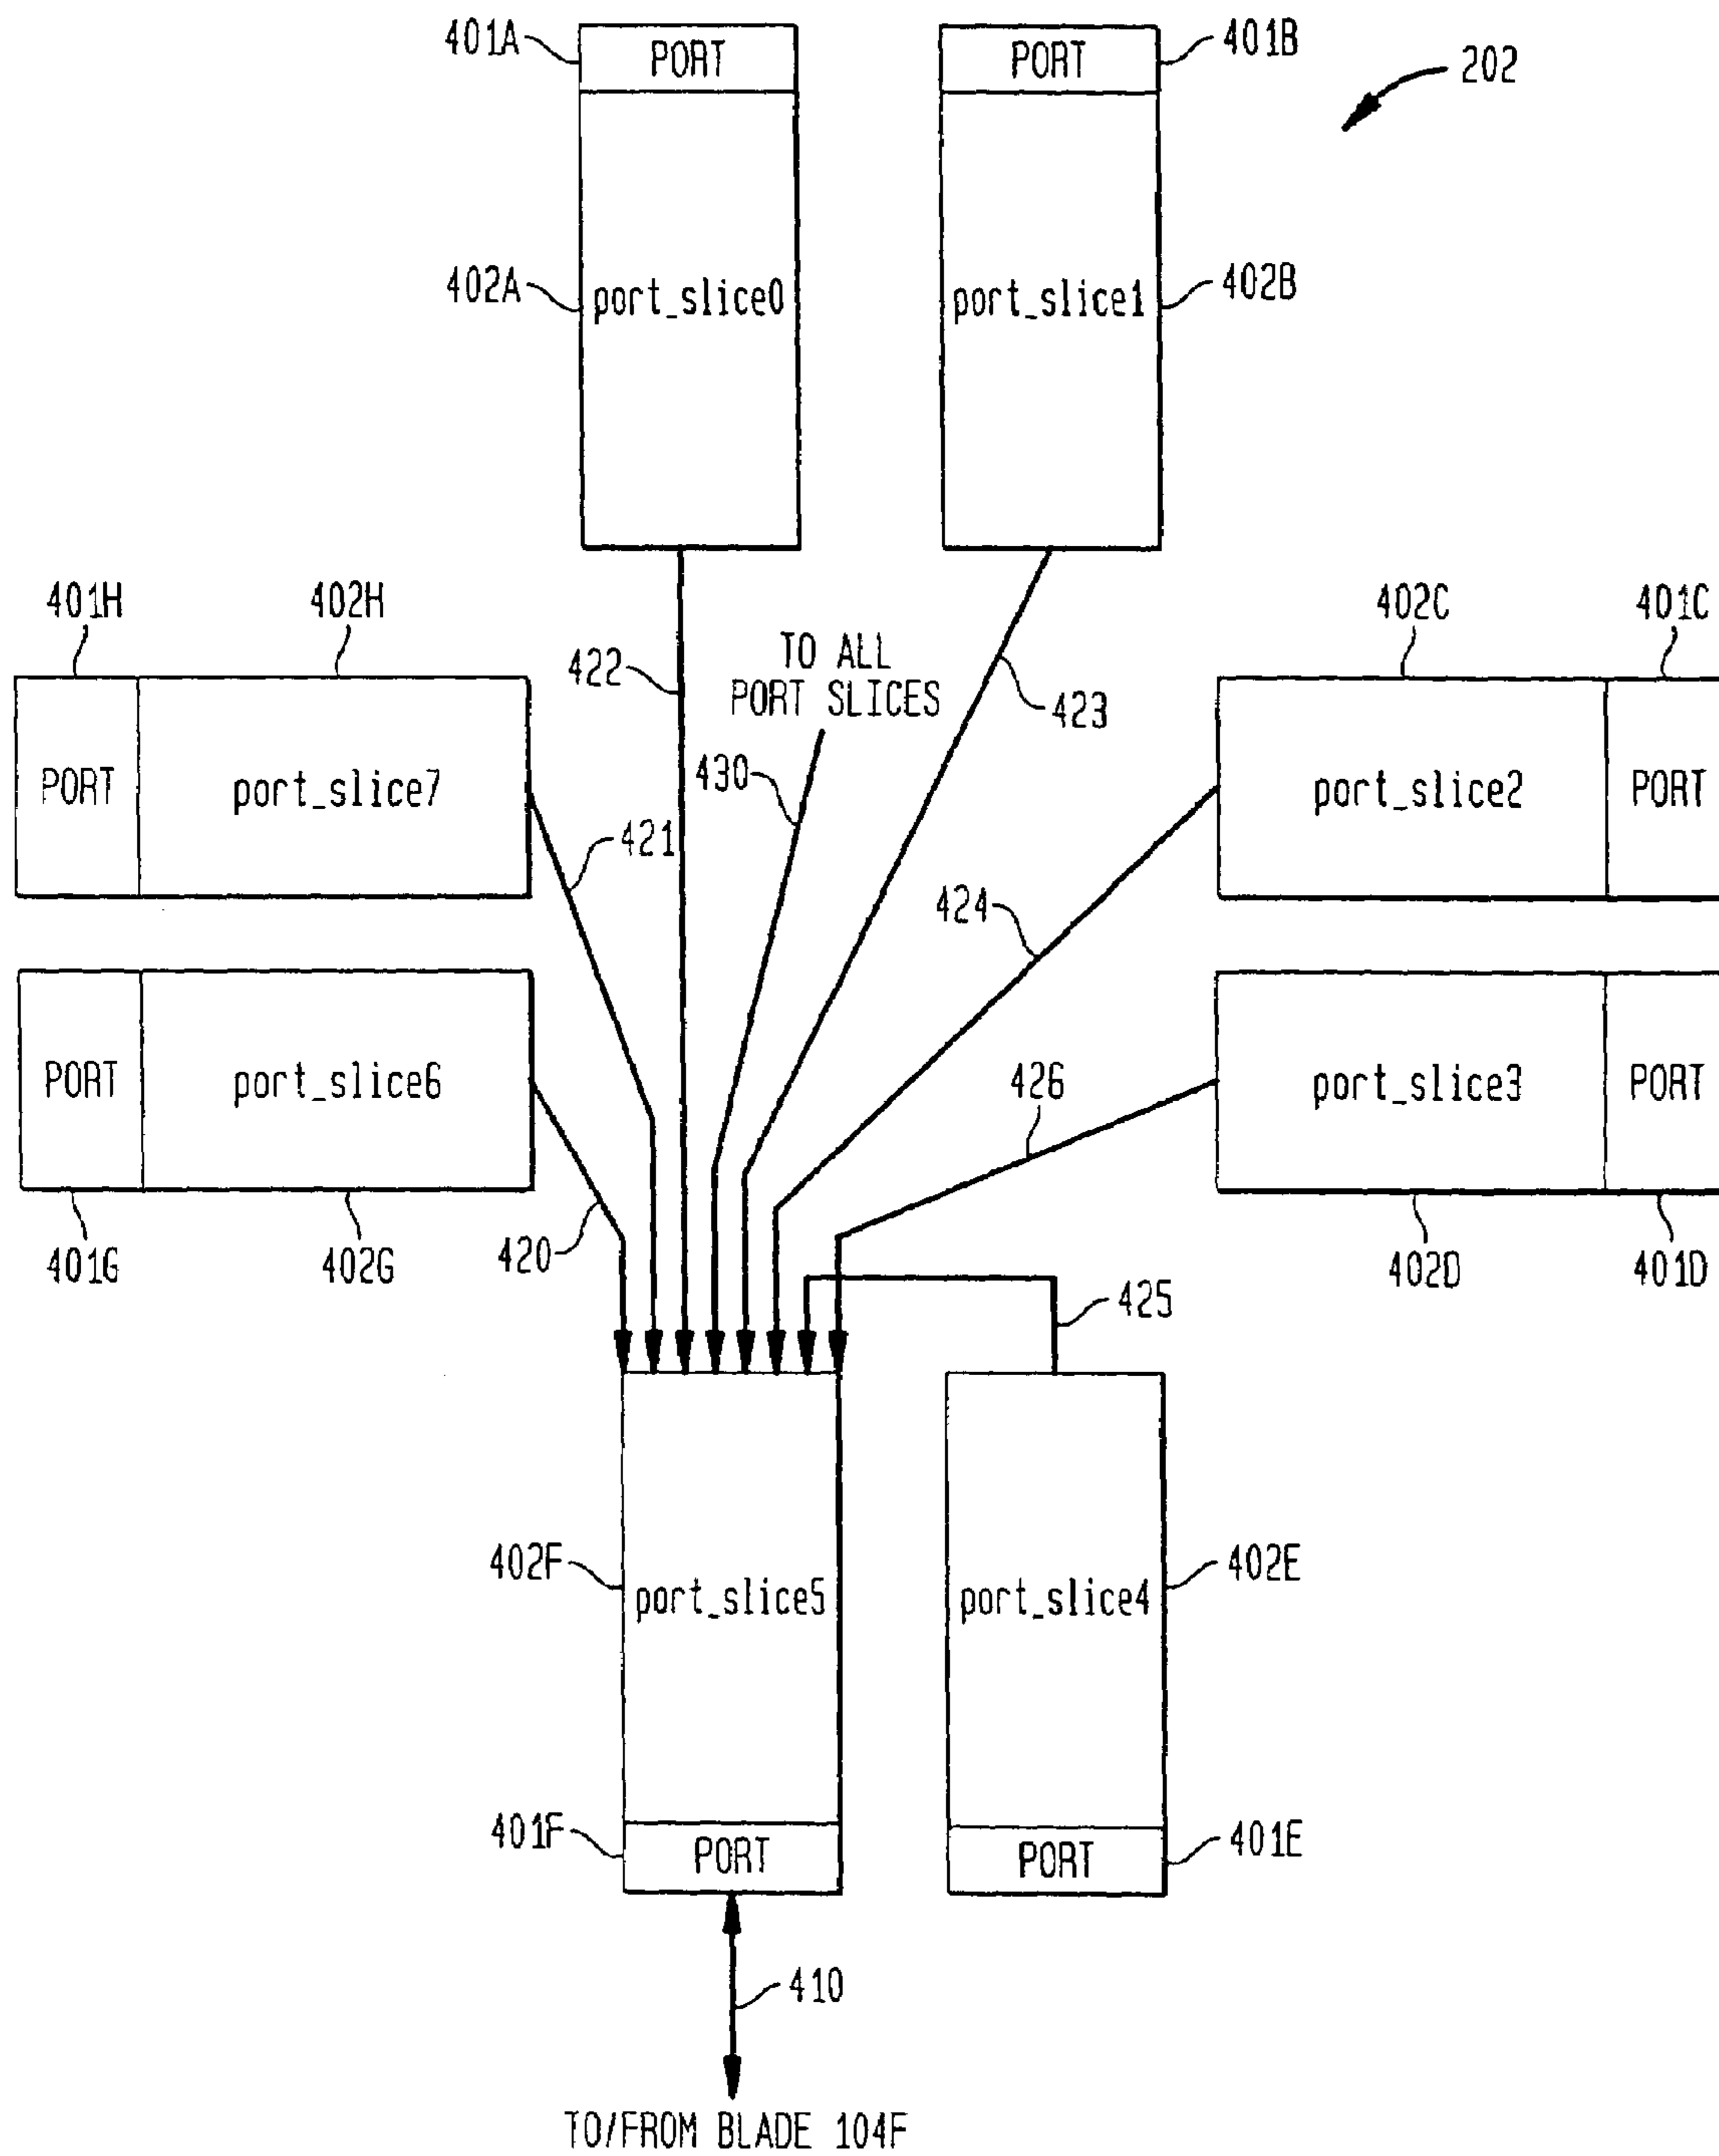 401A
PORT
PORT
401B
202
402A
port_slice0
port_slice1
402B
401H
402H
402C
401C
422
TO ALL
PORT SLICES
423
430
PORT
port_slice7
port_slice2
PORT
421
424
PORT
port_slice6
426
port_slice3
PORT
401G
402G
420
402D
401D
425
402F
port_slice5
port_slice4
402E
401F
PORT
PORT
401E
410
TO/FROM BLADE 104F